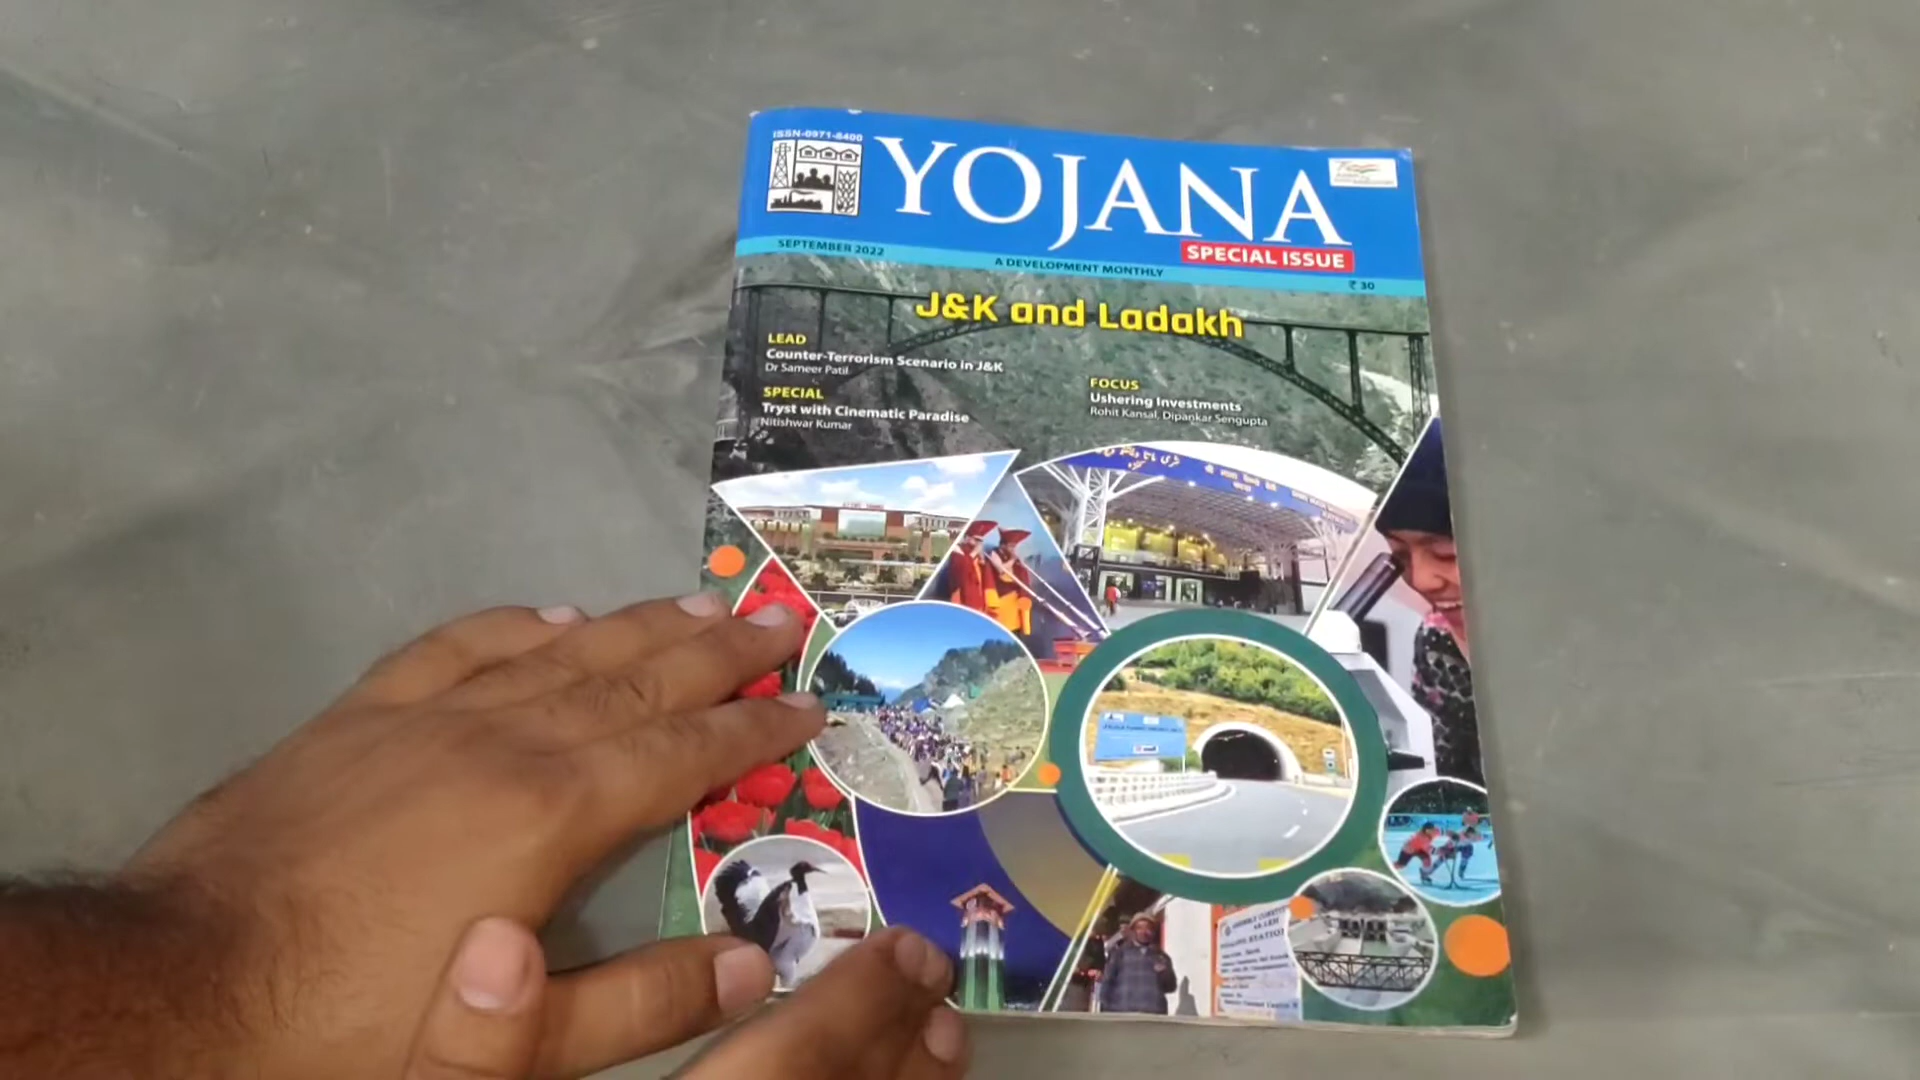 ISSN-0971-8400
YOJANA
SPECIAL ISSUE
SEPTEMBER 2022
A DEVELOPMENT MONTHLY
₹ 30
J&K and Ladakh
LEAD
Counter-Terrorism Scenario in J&K
Dr Sameer Patil
SPECIAL
Tryst with Cinematic Paradise
Nitishwar Kumar
FOCUS
Ushering Investments
Rohit Kansal, Dipankar Sengupta